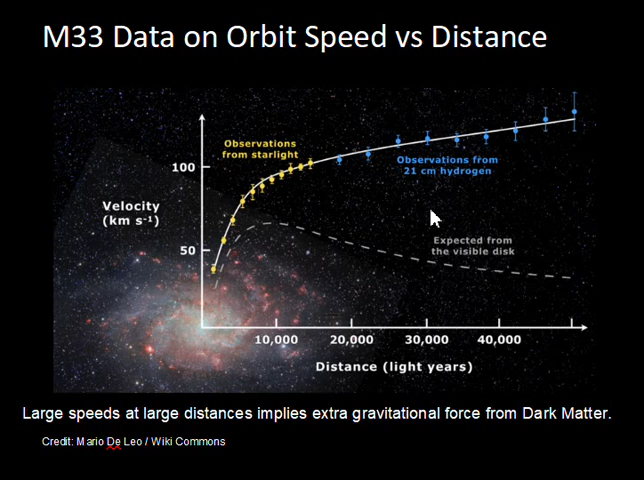 M33 Data on Orbit Speed vs Distance
Observations
from starlight
100
Observations from
21 cm hydrogen
Velocity
(km s⁻¹)
50
Expected from
the visible disk
10,000 20,000 30,000 40,000
Distance (light years)
Large speeds at large distances implies extra gravitational force from Dark Matter.
Credit: Mario De Leo / Wiki Commons